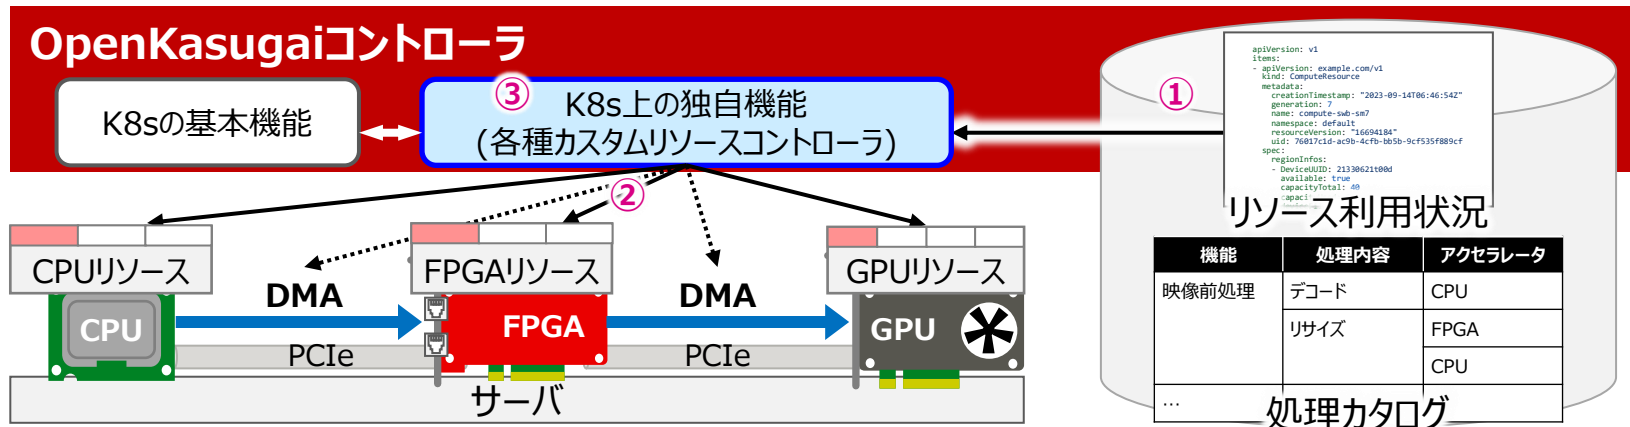 OpenKasugaiコントローラ
K8sの基本機能
③
K8s上の独自機能
(各種カスタムリソースコントローラ)
①
apiVersion: v1
items:
- apiVersion: example.com/v1
kind: ComputeResource
metadata:
creationTimestamp: "2023-09-14T06:46:54Z"
generation: 7
name: compute-swb-sm7
namespace: default
resourceVersion: "16694184"
uid: 76017c1d-ac9b-4cfb-bb5b-9cf535f889cf
spec:
regionInfos:
- DeviceUUID: 21330621t00d
available: true
capacityTotal: 40
リソース利用状況
②
CPUリソース
FPGAリソース
GPUリソース
DMA
DMA
CPU
FPGA
GPU
PCIe
PCIe
サーバ
機能 処理内容 アクセラレータ
映像前処理 デコード CPU
リサイズ FPGA
CPU
…
処理カタログ